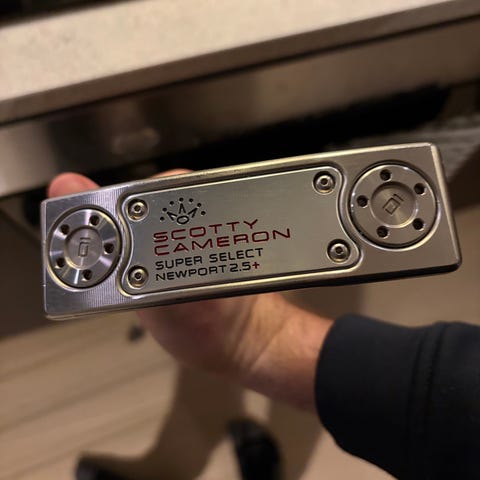 SCOTTY
CAMERON
SUPER SELECT
NEWPORT 2.5+